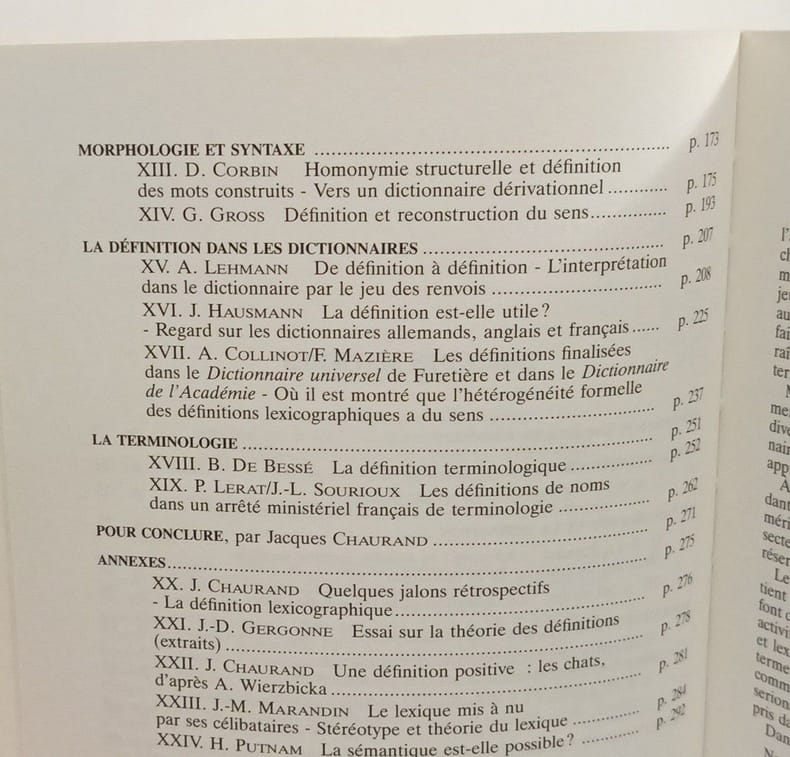 MORPHOLOGIE ET SYNTAXE ........ p. 173
XIII. D. CORBIN Homonymie structurelle et définition
des mots construits - Vers un dictionnaire dérivationnel ........ p. 175
XIV. G. GROSS Définition et reconstruction du sens ........ p. 193
LA DÉFINITION DANS LES DICTIONNAIRES ........ p. 207
XV. A. LEHMANN De définition à définition - L'interprétation
dans le dictionnaire par le jeu des renvois ........ p. 208
XVI. J. HAUSMANN La définition est-elle utile ?
- Regard sur les dictionnaires allemands, anglais et français ...... p. 225
XVII. A. COLLINOT/F. MAZIÈRE Les définitions finalisées
dans le Dictionnaire universel de Furetière et dans le Dictionnaire
de l'Académie - Où il est montré que l'hétérogénéité formelle
des définitions lexicographiques a du sens ........ p. 237
LA TERMINOLOGIE ........ p. 251
XVIII. B. DE BESSÉ La définition terminologique ........ p. 252
XIX. P. LERAT/J.-L. SOURIOUX Les définitions de noms
dans un arrêté ministériel français de terminologie ........ p. 262
POUR CONCLURE, par Jacques CHAURAND ........ p. 271
ANNEXES ........ p. 275
XX. J. CHAURAND Quelques jalons rétrospectifs
- La définition lexicographique ........ p. 276
XXI. J.-D. GERGONNE Essai sur la théorie des définitions
(extraits) ........ p. 278
XXII. J. CHAURAND Une définition positive : les chats,
d'après A. Wierzbicka ........ p. 281
XXIII. J.-M. MARANDIN Le lexique mis à nu
par ses célibataires - Stéréotype et théorie du lexique ........ p. 284
XXIV. H. PUTNAM La sémantique est-elle possible ? ........ p. 292